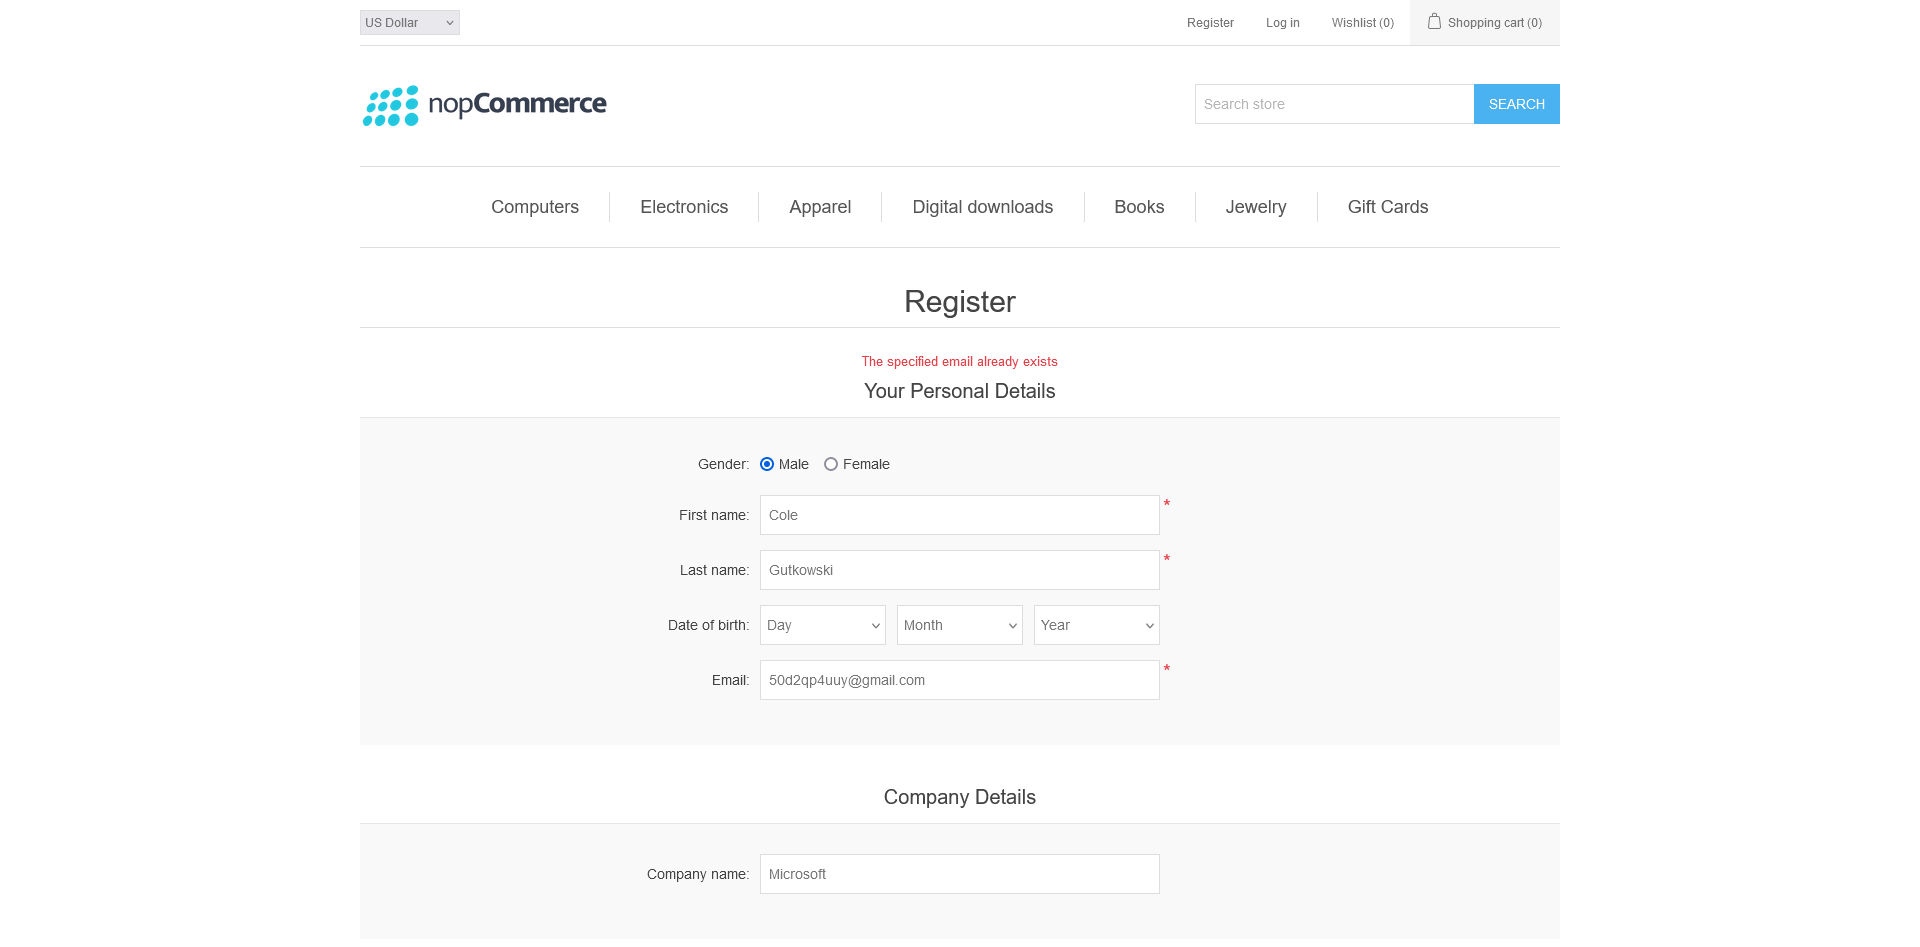 US Dollar
Register
Log in
Wishlist (0)
Shopping cart (0)
nopCommerce
Search store
SEARCH
Computers
Electronics
Apparel
Digital downloads
Books
Jewelry
Gift Cards
Register
The specified email already exists
Your Personal Details
Gender: Male Female
First name: Cole *
Last name: Gutkowski *
Date of birth: Day Month Year
Email: 50d2qp4uuy@gmail.com *
Company Details
Company name: Microsoft